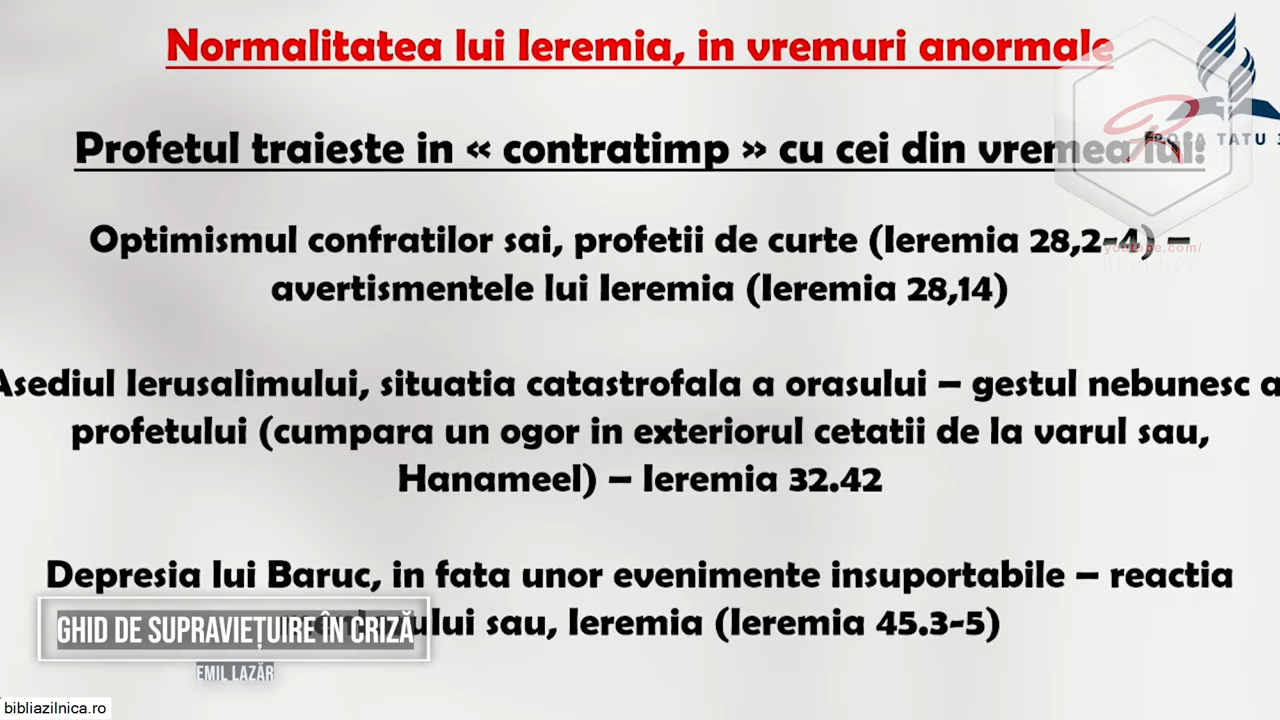 Normalitatea lui Ieremia, in vremuri anormale
Profetul traieste in « contratimp » cu cei din vremea lui:
TATU
Optimismul confratilor sai, profetii de curte (Ieremia 28,2-4) –
youtube.com/
avertismentele lui Ieremia (Ieremia 28,14)
Asediul Ierusalimului, situatia catastrofala a orasului – gestul nebunesc a
profetului (cumpara un ogor in exteriorul cetatii de la varul sau,
Hanameel) – Ieremia 32.42
Depresia lui Baruc, in fata unor evenimente insuportabile – reactia
sau, Ieremia (Ieremia 45.3-5)
GHID DE SUPRAVIEȚUIRE ÎN CRIZĂ
EMIL LAZĂR
bibliazilnica.ro